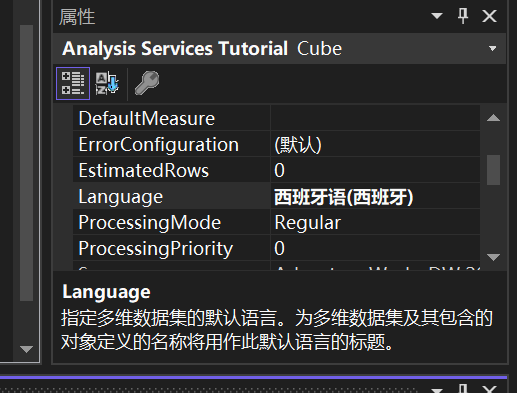 属性
Analysis Services Tutorial Cube
DefaultMeasure
ErrorConfiguration (默认)
EstimatedRows 0
Language 西班牙语(西班牙)
ProcessingMode Regular
ProcessingPriority 0
Language
指定多维数据集的默认语言。为多维数据集及其包含的
对象定义的名称将用作此默认语言的标题。